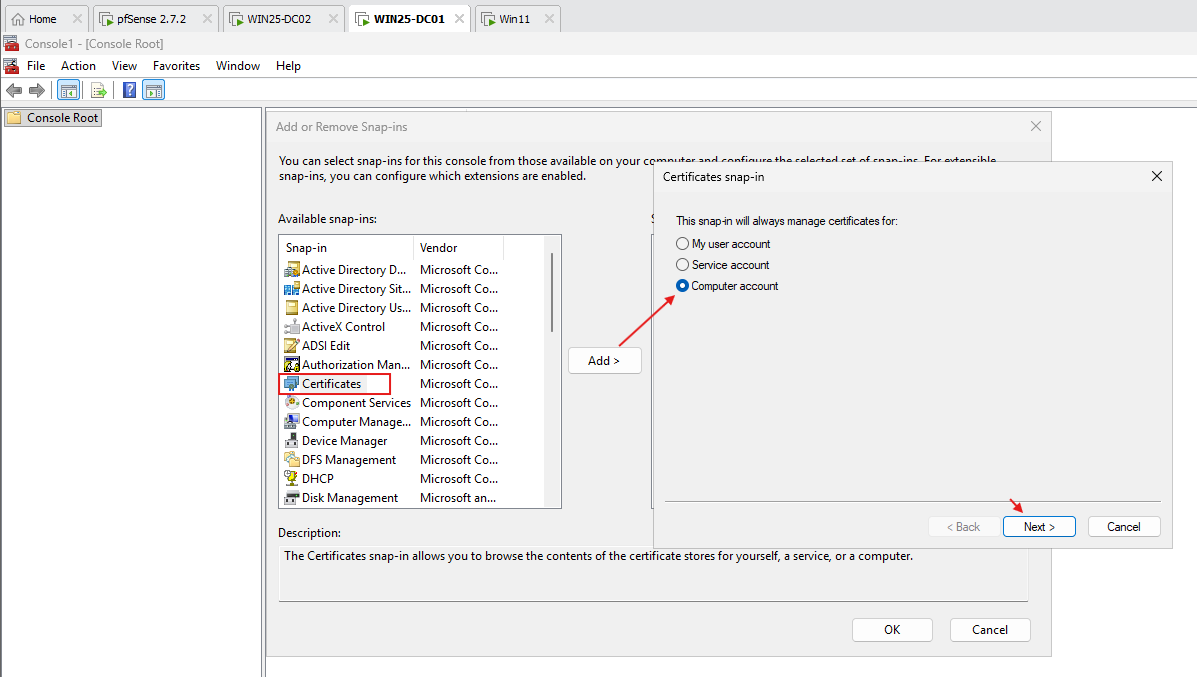 Home
pfSense 2.7.2
WIN25-DC02
WIN25-DC01
Win11
Console1 - [Console Root]
File Action View Favorites Window Help
Console Root
Add or Remove Snap-ins
You can select snap-ins for this console from those available on your computer and configure the selected set of snap-ins. For extensible
snap-ins, you can configure which extensions are enabled.
Available snap-ins:
Snap-in Vendor
Active Directory D... Microsoft Co...
Active Directory Sit... Microsoft Co...
Active Directory Us... Microsoft Co...
ActiveX Control Microsoft Co...
ADSI Edit Microsoft Co...
Authorization Man... Microsoft Co...
Certificates Microsoft Co...
Component Services Microsoft Co...
Computer Manage... Microsoft Co...
Device Manager Microsoft Co...
DFS Management Microsoft Co...
DHCP Microsoft Co...
Disk Management Microsoft an...
Add >
Description:
The Certificates snap-in allows you to browse the contents of the certificate stores for yourself, a service, or a computer.
OK
Cancel
Certificates snap-in
This snap-in will always manage certificates for:
My user account
Service account
Computer account
< Back
Next >
Cancel